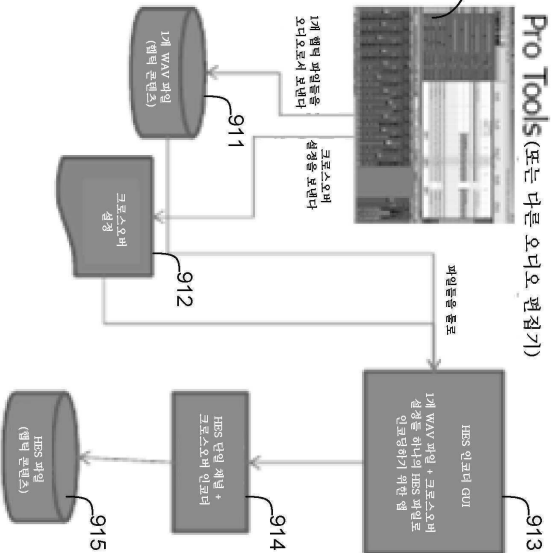 Pro Tools (또는 다른 오디오 편집기)
1개 햅틱 파일들을
오디오로서 보낸다
크로스오버
설정을 보낸다
1개 WAV 파일
(햅틱 콘텐츠)
911
크로스오버
설정
912
파일들을 풀로
HES 인코더 GUI
1개 WAV 파일 + 크로스오버
설정을 하나의 HES 파일로
인코딩하기 위한 앱
913
HES 단일 채널 +
크로스오버 인코더
914
HES 파일
(햅틱 콘텐츠)
915